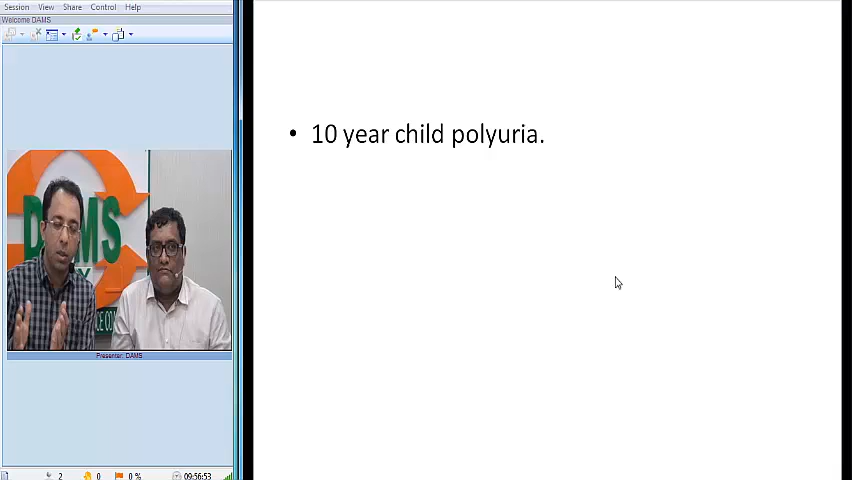 Session View Share Control Help
Welcome DAMS
• 10 year child polyuria.
DAMS
Presenter: DAMS
2 0 0 % 09:56:53